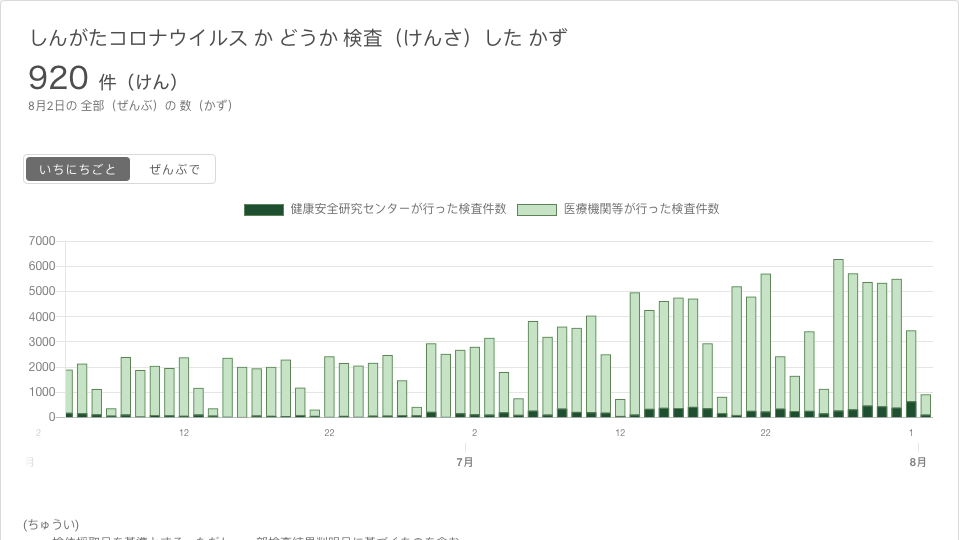 しんがたコロナウイルス か どうか 検査（けんさ）した かず
920 件（けん）
8月2日の 全部（ぜんぶ）の 数（かず）
いちにちごと ぜんぶで
健康安全研究センターが行った検査件数 医療機関等が行った検査件数
7000
6000
5000
4000
3000
2000
1000
0
2 12 22 2 12 22 1
月 7月 8月
(ちゅうい)